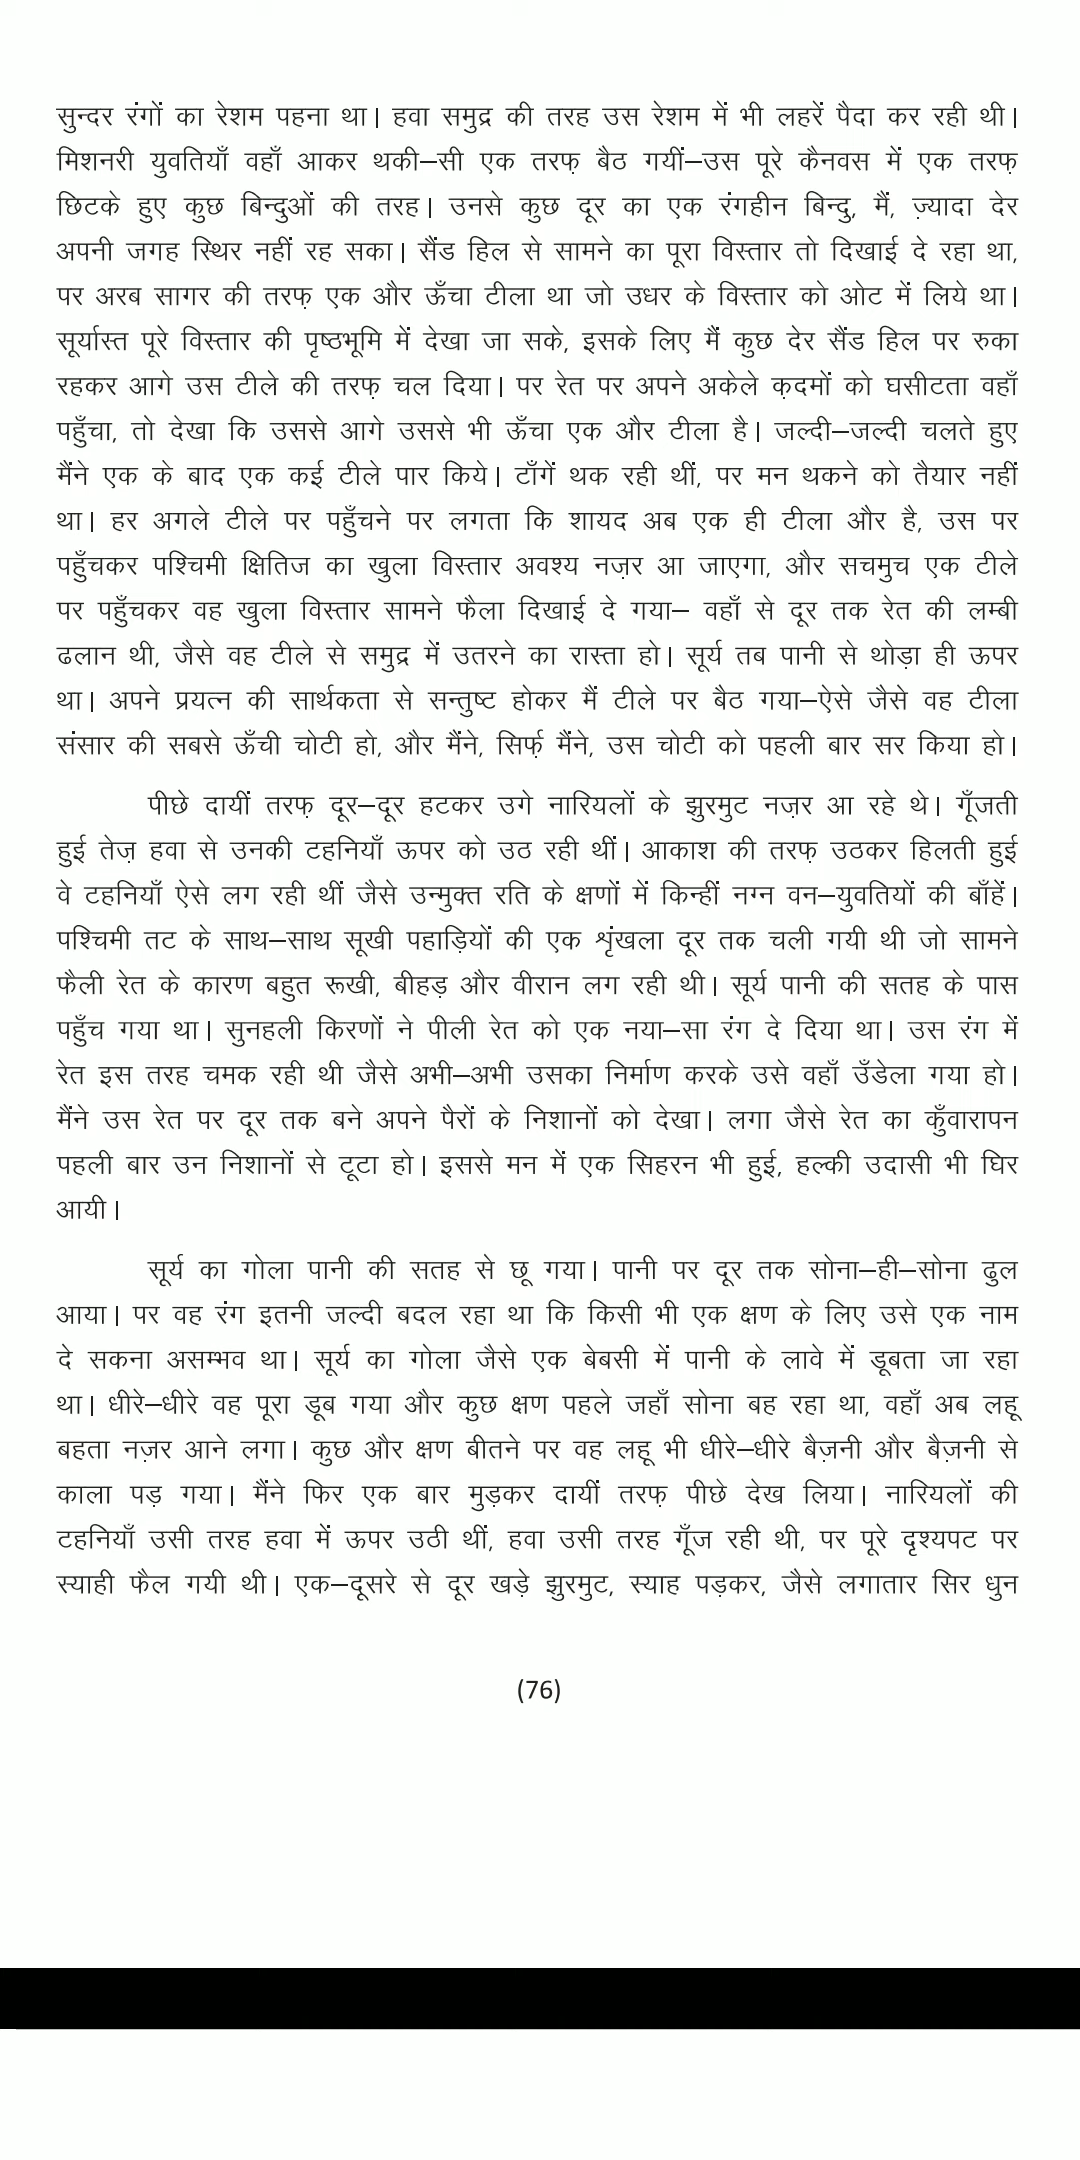 सुन्दर रंगों का रेशम पहना था। हवा समुद्र की तरह उस रेशम में भी लहरें पैदा कर रही थी।
मिशनरी युवतियाँ वहाँ आकर थकी–सी एक तरफ़ बैठ गयीं–उस पूरे कैनवस में एक तरफ़
छिटके हुए कुछ बिन्दुओं की तरह। उनसे कुछ दूर का एक रंगहीन बिन्दु, मैं, ज़्यादा देर
अपनी जगह स्थिर नहीं रह सका। सैंड हिल से सामने का पूरा विस्तार तो दिखाई दे रहा था,
पर अरब सागर की तरफ़ एक और ऊँचा टीला था जो उधर के विस्तार को ओट में लिये था।
सूर्यास्त पूरे विस्तार की पृष्ठभूमि में देखा जा सके, इसके लिए मैं कुछ देर सैंड हिल पर रुका
रहकर आगे उस टीले की तरफ़ चल दिया। पर रेत पर अपने अकेले क़दमों को घसीटता वहाँ
पहुँचा, तो देखा कि उससे आगे उससे भी ऊँचा एक और टीला है। जल्दी–जल्दी चलते हुए
मैंने एक के बाद एक कई टीले पार किये। टाँगें थक रही थीं, पर मन थकने को तैयार नहीं
था। हर अगले टीले पर पहुँचने पर लगता कि शायद अब एक ही टीला और है, उस पर
पहुँचकर पश्चिमी क्षितिज का खुला विस्तार अवश्य नज़र आ जाएगा, और सचमुच एक टीले
पर पहुँचकर वह खुला विस्तार सामने फैला दिखाई दे गया– वहाँ से दूर तक रेत की लम्बी
ढलान थी, जैसे वह टीले से समुद्र में उतरने का रास्ता हो। सूर्य तब पानी से थोड़ा ही ऊपर
था। अपने प्रयत्न की सार्थकता से सन्तुष्ट होकर मैं टीले पर बैठ गया–ऐसे जैसे वह टीला
संसार की सबसे ऊँची चोटी हो, और मैंने, सिर्फ़ मैंने, उस चोटी को पहली बार सर किया हो।
पीछे दायीं तरफ़ दूर–दूर हटकर उगे नारियलों के झुरमुट नज़र आ रहे थे। गूँजती
हुई तेज़ हवा से उनकी टहनियाँ ऊपर को उठ रही थीं। आकाश की तरफ़ उठकर हिलती हुई
वे टहनियाँ ऐसे लग रही थीं जैसे उन्मुक्त रति के क्षणों में किन्हीं नग्न वन–युवतियों की बाँहें।
पश्चिमी तट के साथ–साथ सूखी पहाड़ियों की एक शृंखला दूर तक चली गयी थी जो सामने
फैली रेत के कारण बहुत रूखी, बीहड़ और वीरान लग रही थी। सूर्य पानी की सतह के पास
पहुँच गया था। सुनहली किरणों ने पीली रेत को एक नया–सा रंग दे दिया था। उस रंग में
रेत इस तरह चमक रही थी जैसे अभी–अभी उसका निर्माण करके उसे वहाँ उँडेला गया हो।
मैंने उस रेत पर दूर तक बने अपने पैरों के निशानों को देखा। लगा जैसे रेत का कुँवारापन
पहली बार उन निशानों से टूटा हो। इससे मन में एक सिहरन भी हुई, हल्की उदासी भी घिर
आयी।
सूर्य का गोला पानी की सतह से छू गया। पानी पर दूर तक सोना–ही–सोना ढुल
आया। पर वह रंग इतनी जल्दी बदल रहा था कि किसी भी एक क्षण के लिए उसे एक नाम
दे सकना असम्भव था। सूर्य का गोला जैसे एक बेबसी में पानी के लावे में डूबता जा रहा
था। धीरे–धीरे वह पूरा डूब गया और कुछ क्षण पहले जहाँ सोना बह रहा था, वहाँ अब लहू
बहता नज़र आने लगा। कुछ और क्षण बीतने पर वह लहू भी धीरे–धीरे बैज़नी और बैज़नी से
काला पड़ गया। मैंने फिर एक बार मुड़कर दायीं तरफ़ पीछे देख लिया। नारियलों की
टहनियाँ उसी तरह हवा में ऊपर उठी थीं, हवा उसी तरह गूँज रही थी, पर पूरे दृश्यपट पर
स्याही फैल गयी थी। एक–दूसरे से दूर खड़े झुरमुट, स्याह पड़कर, जैसे लगातार सिर धुन
(76)